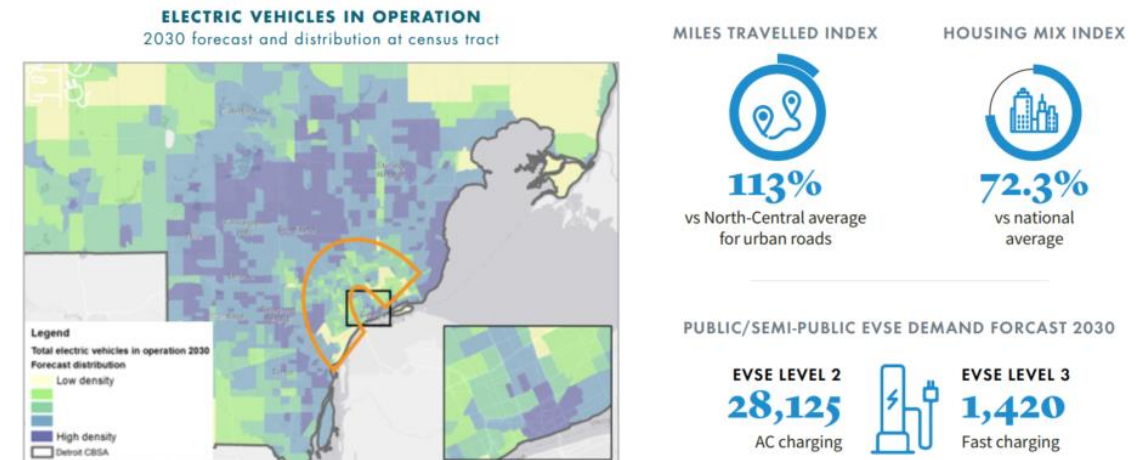 ELECTRIC VEHICLES IN OPERATION
2030 forecast and distribution at census tract
Legend
Total electric vehicles in operation 2030
Forecast distribution
Low density
High density
Detroit CBSA
MILES TRAVELLED INDEX
113%
vs North-Central average
for urban roads
HOUSING MIX INDEX
72.3%
vs national
average
PUBLIC/SEMI-PUBLIC EVSE DEMAND FORCAST 2030
EVSE LEVEL 2
28,125
AC charging
EVSE LEVEL 3
1,420
Fast charging